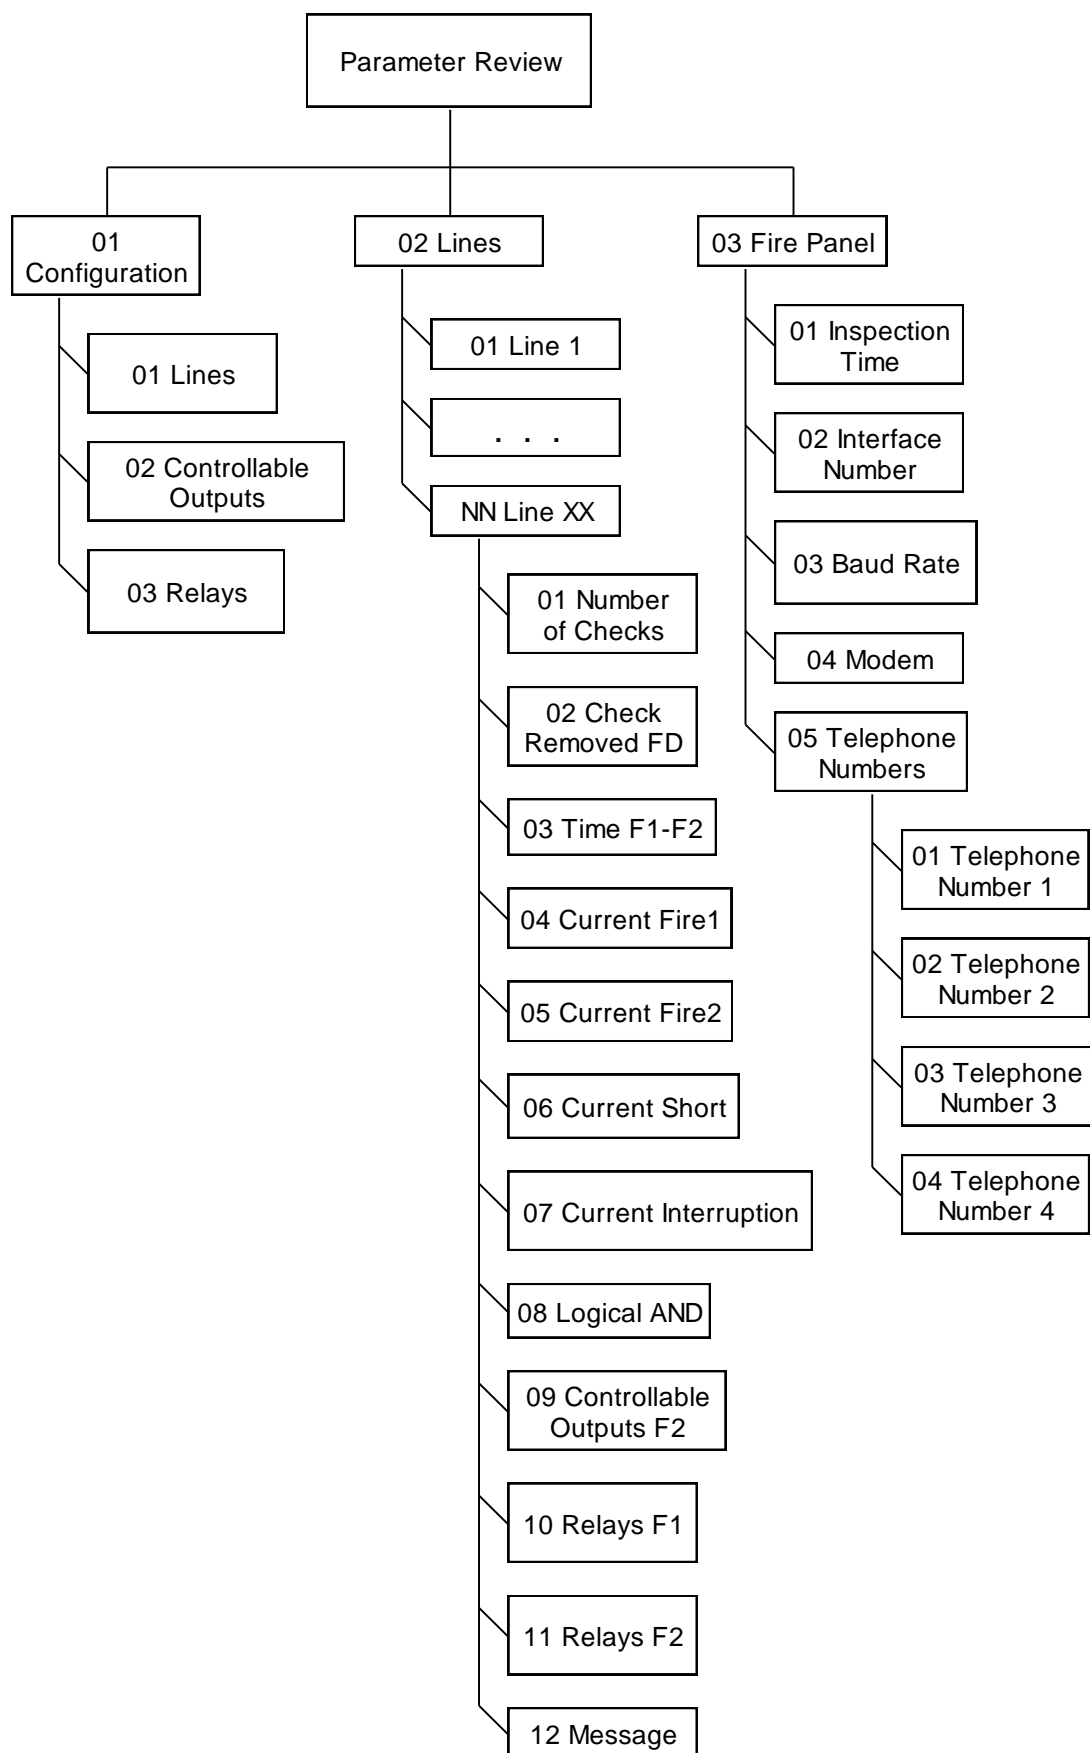 Parameter Review
01
Configuration
01 Lines
02 Controllable
Outputs
03 Relays
02 Lines
01 Line 1
. . .
NN Line XX
01 Number
of Checks
02 Check
Removed FD
03 Time F1-F2
04 Current Fire1
05 Current Fire2
06 Current Short
07 Current Interruption
08 Logical AND
09 Controllable
Outputs F2
10 Relays F1
11 Relays F2
12 Message
03 Fire Panel
01 Inspection
Time
02 Interface
Number
03 Baud Rate
04 Modem
05 Telephone
Numbers
01 Telephone
Number 1
02 Telephone
Number 2
03 Telephone
Number 3
04 Telephone
Number 4